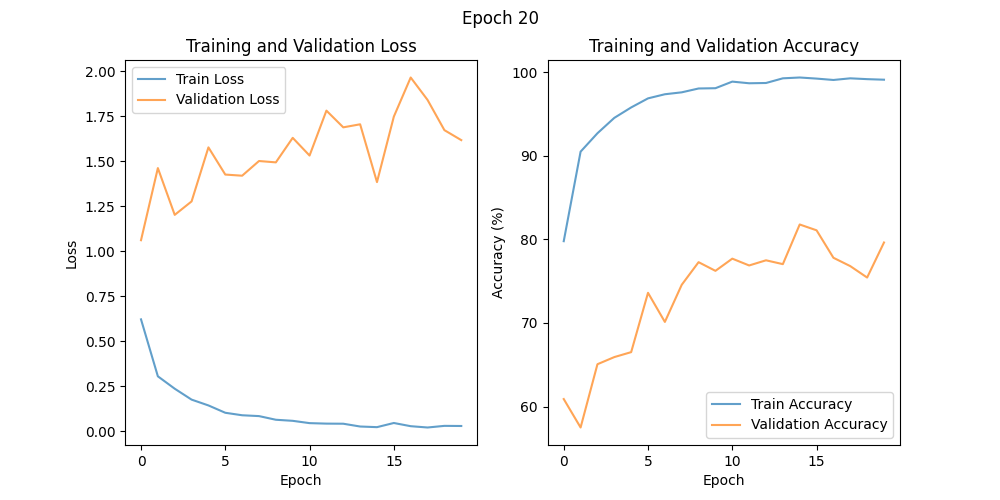 Epoch 20
Training and Validation Loss
Train Loss
Validation Loss
2.00
1.75
1.50
1.25
1.00
0.75
0.50
0.25
0.00
Loss
0
5
10
15
Epoch
Training and Validation Accuracy
100
90
80
70
60
Accuracy (%)
Train Accuracy
Validation Accuracy
0
5
10
15
Epoch